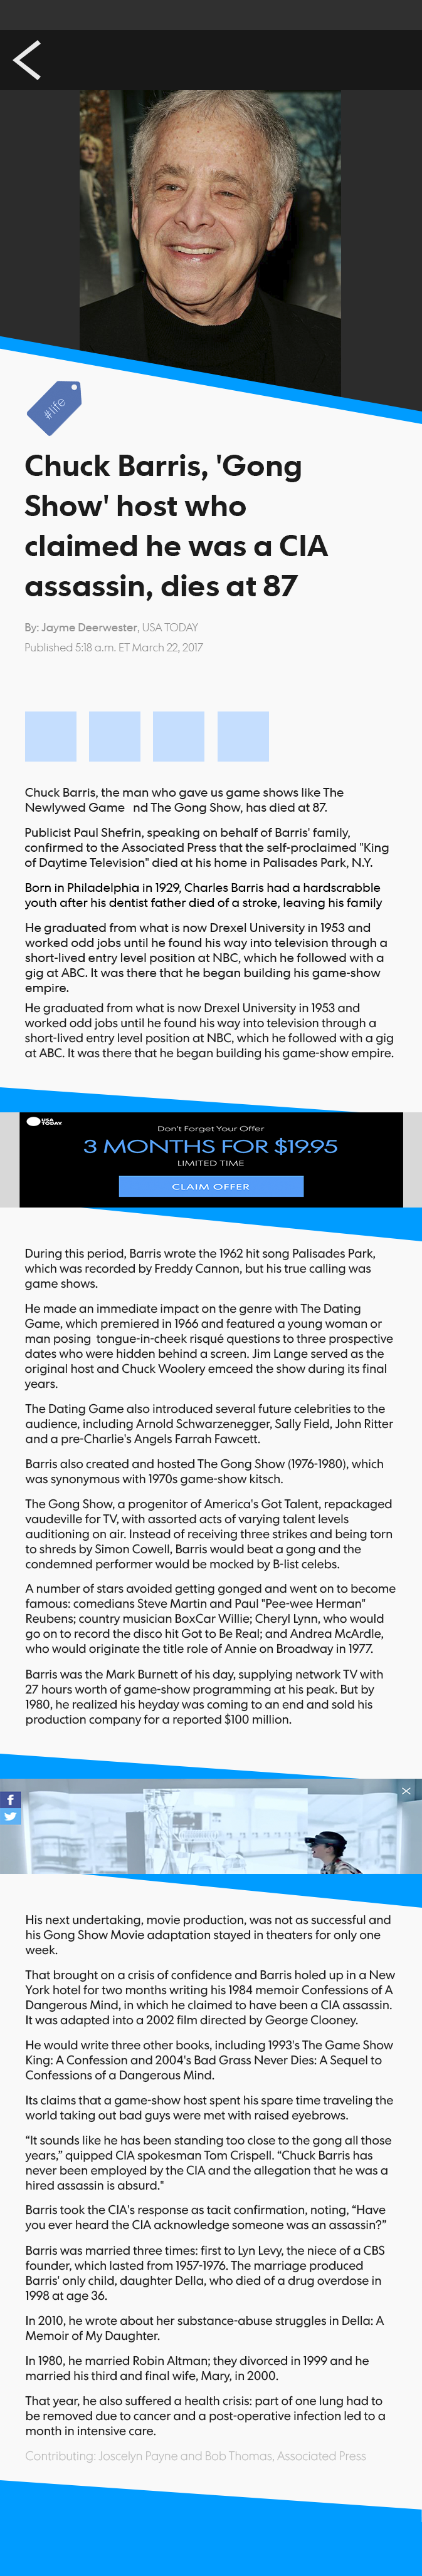 #life
Chuck Barris, 'Gong
Show' host who
claimed he was a CIA
assassin, dies at 87
By: Jayme Deerwester, USA TODAY
Published 5:18 a.m. ET March 22, 2017
Chuck Barris, the man who gave us game shows like The
Newlywed Game nd The Gong Show, has died at 87.
Publicist Paul Shefrin, speaking on behalf of Barris' family,
confirmed to the Associated Press that the self-proclaimed "King
of Daytime Television" died at his home in Palisades Park, N.Y.
Born in Philadelphia in 1929, Charles Barris had a hardscrabble
youth after his dentist father died of a stroke, leaving his family
He graduated from what is now Drexel University in 1953 and
worked odd jobs until he found his way into television through a
short-lived entry level position at NBC, which he followed with a
gig at ABC. It was there that he began building his game-show
empire.
He graduated from what is now Drexel University in 1953 and
worked odd jobs until he found his way into television through a
short-lived entry level position at NBC, which he followed with a gig
at ABC. It was there that he began building his game-show empire.
USA
TODAY
Don't Forget Your Offer
3 MONTHS FOR $19.95
LIMITED TIME
CLAIM OFFER
During this period, Barris wrote the 1962 hit song Palisades Park,
which was recorded by Freddy Cannon, but his true calling was
game shows.
He made an immediate impact on the genre with The Dating
Game, which premiered in 1966 and featured a young woman or
man posing tongue-in-cheek risqué questions to three prospective
dates who were hidden behind a screen. Jim Lange served as the
original host and Chuck Woolery emceed the show during its final
years.
The Dating Game also introduced several future celebrities to the
audience, including Arnold Schwarzenegger, Sally Field, John Ritter
and a pre-Charlie's Angels Farrah Fawcett.
Barris also created and hosted The Gong Show (1976-1980), which
was synonymous with 1970s game-show kitsch.
The Gong Show, a progenitor of America's Got Talent, repackaged
vaudeville for TV, with assorted acts of varying talent levels
auditioning on air. Instead of receiving three strikes and being torn
to shreds by Simon Cowell, Barris would beat a gong and the
condemned performer would be mocked by B-list celebs.
A number of stars avoided getting gonged and went on to become
famous: comedians Steve Martin and Paul "Pee-wee Herman"
Reubens; country musician BoxCar Willie; Cheryl Lynn, who would
go on to record the disco hit Got to Be Real; and Andrea McArdle,
who would originate the title role of Annie on Broadway in 1977.
Barris was the Mark Burnett of his day, supplying network TV with
27 hours worth of game-show programming at his peak. But by
1980, he realized his heyday was coming to an end and sold his
production company for a reported $100 million.
His next undertaking, movie production, was not as successful and
his Gong Show Movie adaptation stayed in theaters for only one
week.
That brought on a crisis of confidence and Barris holed up in a New
York hotel for two months writing his 1984 memoir Confessions of A
Dangerous Mind, in which he claimed to have been a CIA assassin.
It was adapted into a 2002 film directed by George Clooney.
He would write three other books, including 1993's The Game Show
King: A Confession and 2004's Bad Grass Never Dies: A Sequel to
Confessions of a Dangerous Mind.
Its claims that a game-show host spent his spare time traveling the
world taking out bad guys were met with raised eyebrows.
“It sounds like he has been standing too close to the gong all those
years,” quipped CIA spokesman Tom Crispell. “Chuck Barris has
never been employed by the CIA and the allegation that he was a
hired assassin is absurd."
Barris took the CIA's response as tacit confirmation, noting, “Have
you ever heard the CIA acknowledge someone was an assassin?”
Barris was married three times: first to Lyn Levy, the niece of a CBS
founder, which lasted from 1957-1976. The marriage produced
Barris' only child, daughter Della, who died of a drug overdose in
1998 at age 36.
In 2010, he wrote about her substance-abuse struggles in Della: A
Memoir of My Daughter.
In 1980, he married Robin Altman; they divorced in 1999 and he
married his third and final wife, Mary, in 2000.
That year, he also suffered a health crisis: part of one lung had to
be removed due to cancer and a post-operative infection led to a
month in intensive care.
Contributing: Joscelyn Payne and Bob Thomas, Associated Press